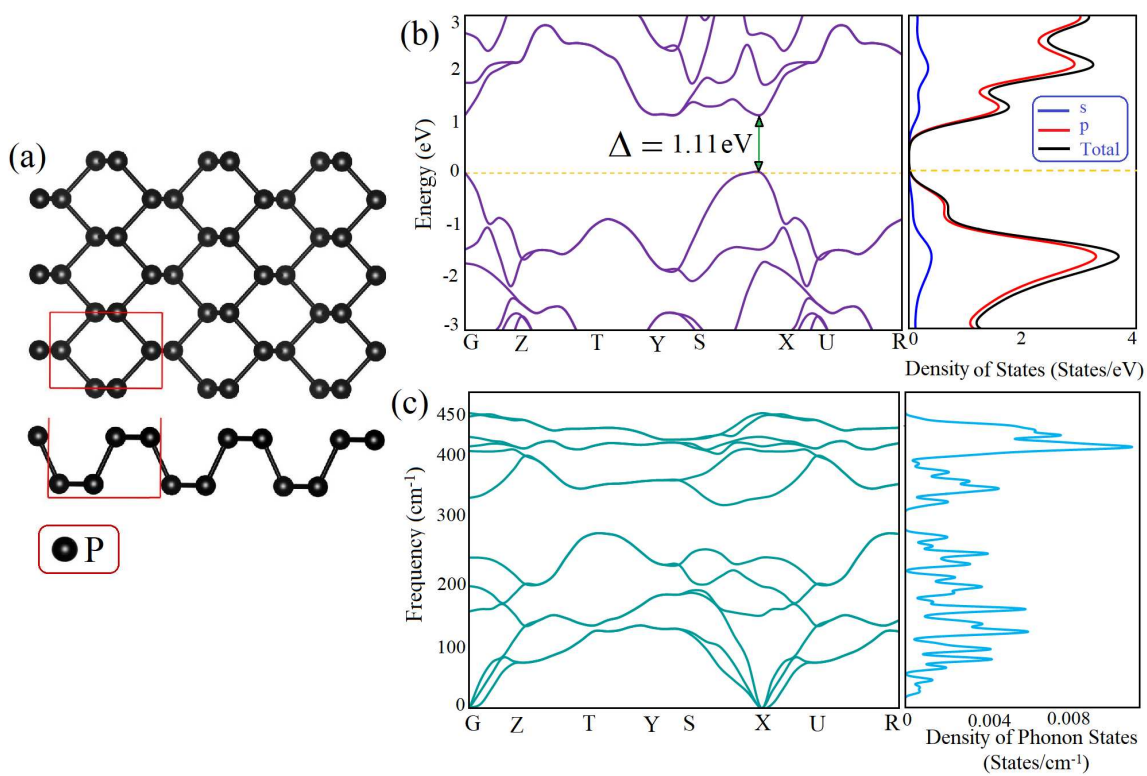 (a)
P
(b)
Energy (eV)
3
2
1
0
-1
-2
-3
Δ = 1.11 eV
G Z T Y S X U R
s
p
Total
0 2 4
Density of States (States/eV)
(c)
Frequency (cm⁻¹)
450
400
300
200
100
0
G Z T Y S X U R
0 0.004 0.008
Density of Phonon States
(States/cm⁻¹)